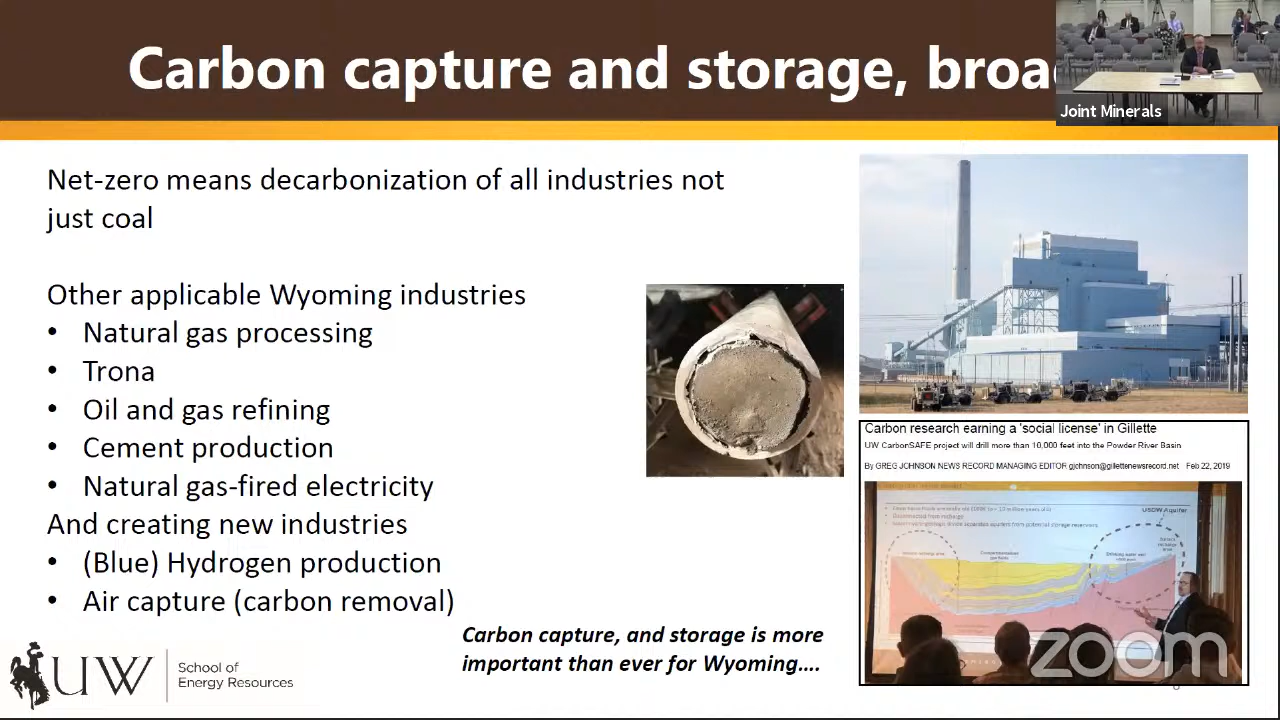 Carbon capture and storage, broa
Joint Minerals
Net-zero means decarbonization of all industries not
just coal
Other applicable Wyoming industries
• Natural gas processing
• Trona
• Oil and gas refining
• Cement production
• Natural gas-fired electricity
And creating new industries
• (Blue) Hydrogen production
• Air capture (carbon removal)
Carbon capture, and storage is more
important than ever for Wyoming....
Carbon research earning a 'social license' in Gillette
UW CarbonSAFE project will drill more than 10,000 feet into the Powder River Basin
By GREG JOHNSON NEWS RECORD MANAGING EDITOR gjohnson@gillettenewsrecord.net Feb 22, 2019
USDW Aquifer
zoom
UW
School of
Energy Resources